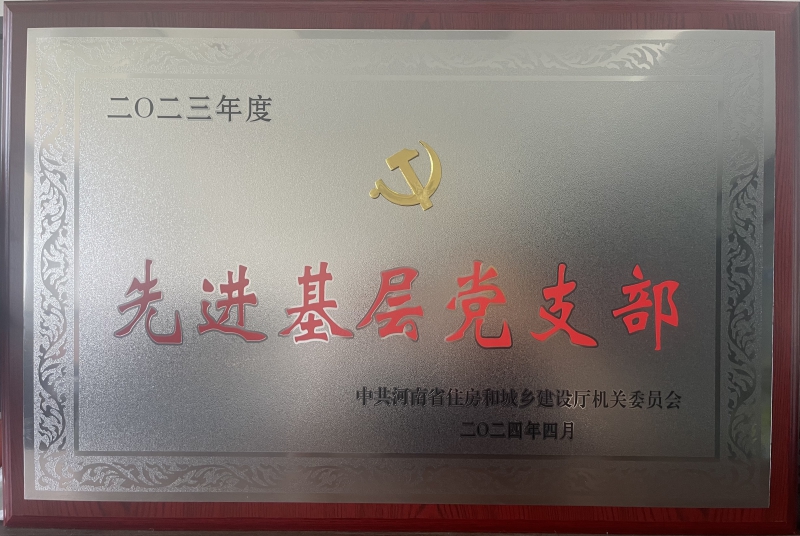 二〇二三年度
先进基层党支部
中共河南省住房和城乡建设厅机关委员会
二〇二四年四月